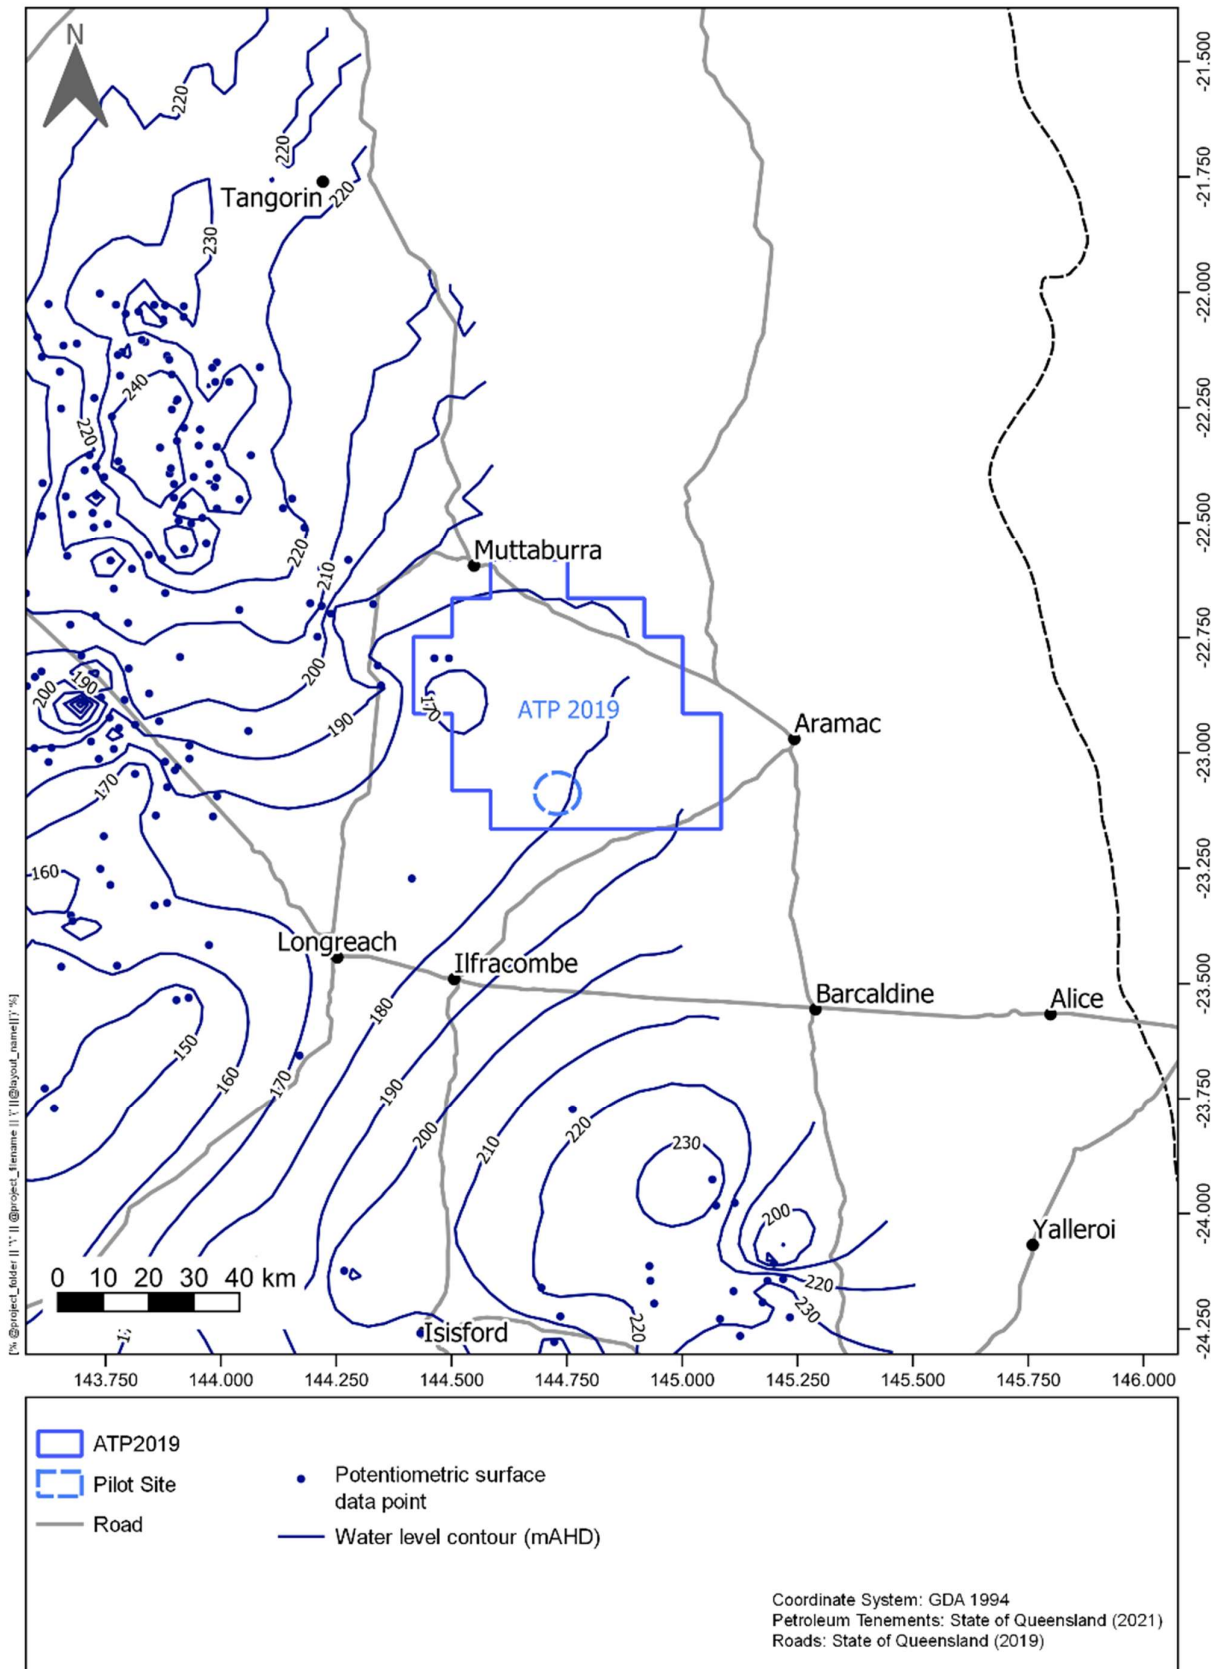 N
220
220
220
Tangorin
230
240
220
220
210
Muttaburra
200
190
200
190
170
ATP 2019
Aramac
170
160
Longreach
Ilfracombe
Barcaldine
Alice
180
150
160
170
190
200
210
220
230
200
220
230
220
Yalleroi
Isisford
0 10 20 30 40 km
-21.500
-21.750
-22.000
-22.250
-22.500
-22.750
-23.000
-23.250
-23.500
-23.750
-24.000
-24.250
143.750 144.000 144.250 144.500 144.750 145.000 145.250 145.500 145.750 146.000
ATP2019
Pilot Site
Road
Potentiometric surface
data point
Water level contour (mAHD)
Coordinate System: GDA 1994
Petroleum Tenements: State of Queensland (2021)
Roads: State of Queensland (2019)